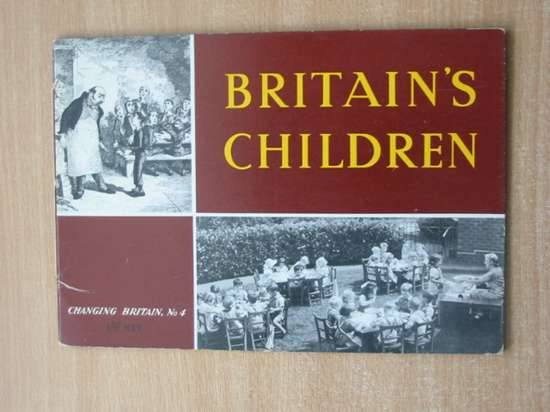 BRITAIN'S
CHILDREN
CHANGING BRITAIN, No 4